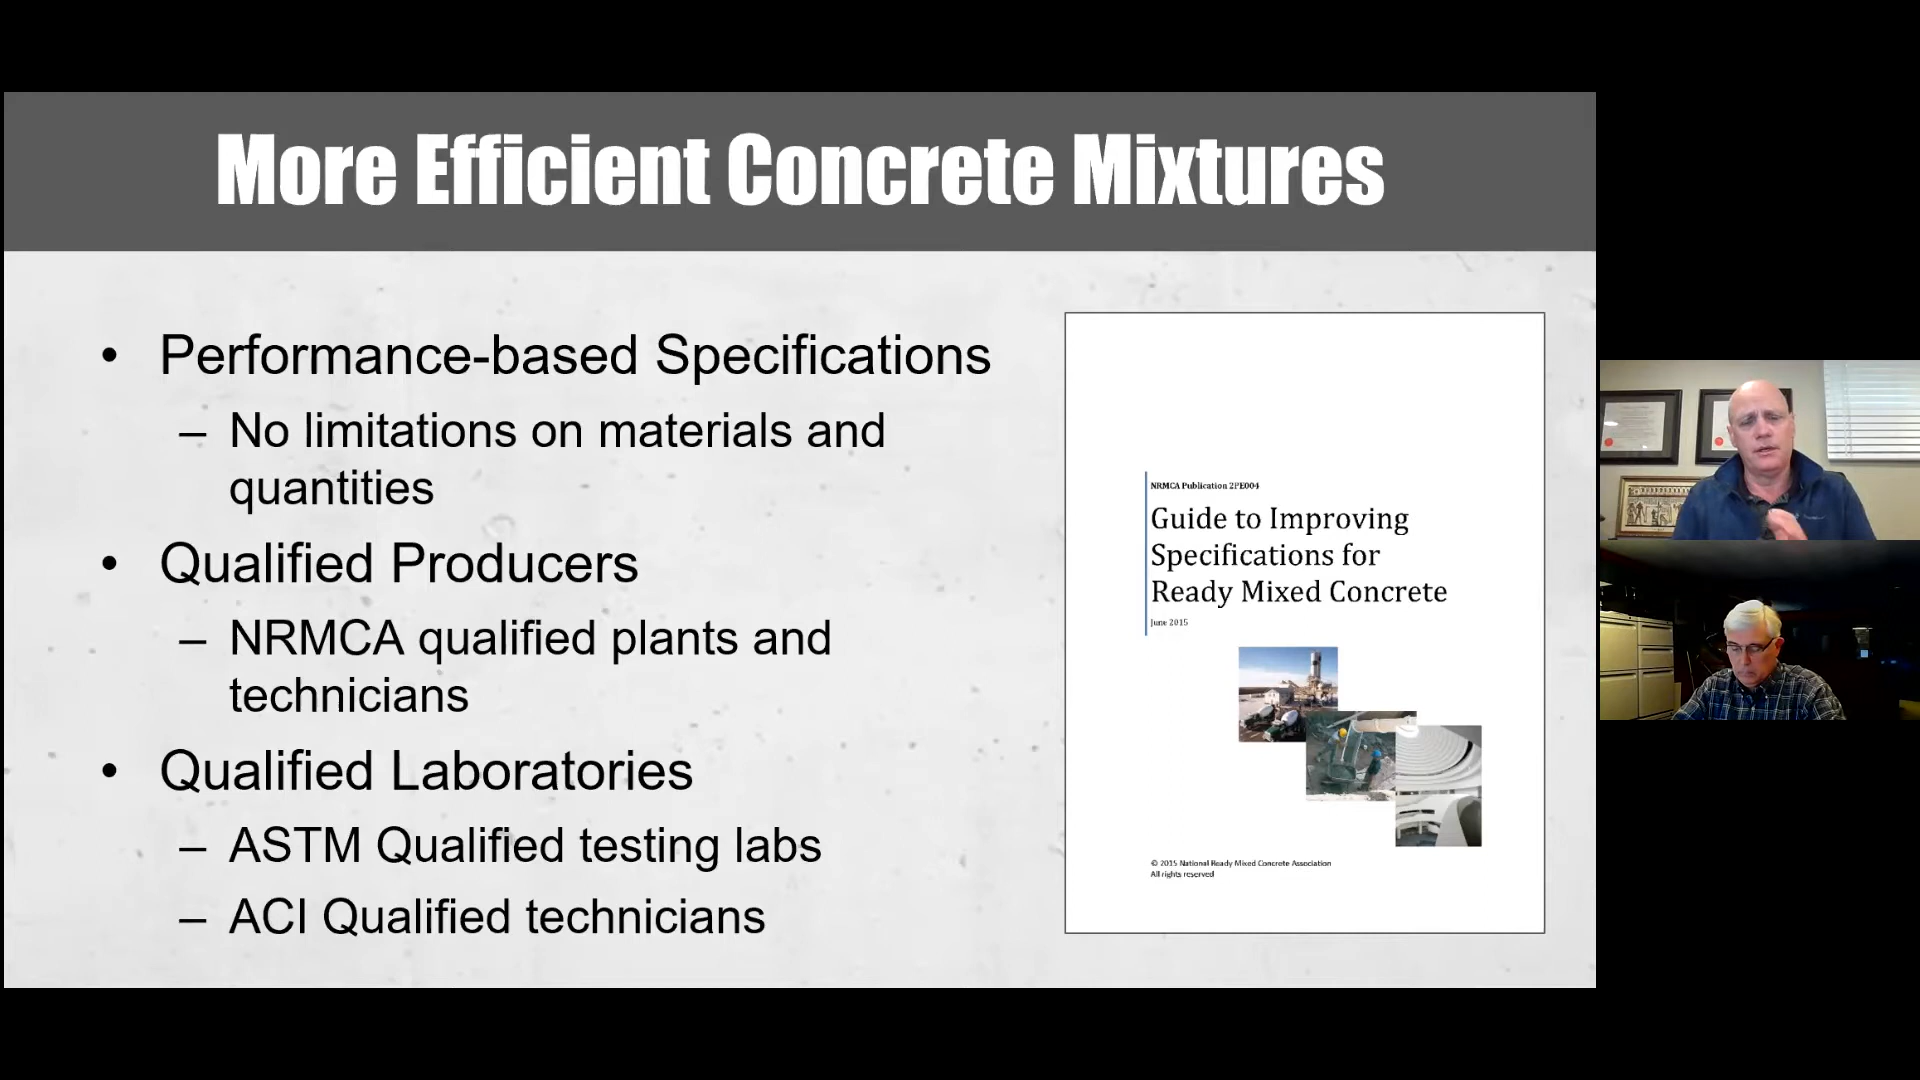 More Efficient Concrete Mixtures
• Performance-based Specifications
– No limitations on materials and
quantities
• Qualified Producers
– NRMCA qualified plants and
technicians
• Qualified Laboratories
– ASTM Qualified testing labs
– ACI Qualified technicians
NRMCA Publication 2PE004
Guide to Improving
Specifications for
Ready Mixed Concrete
June 2015
© 2015 National Ready Mixed Concrete Association
All rights reserved